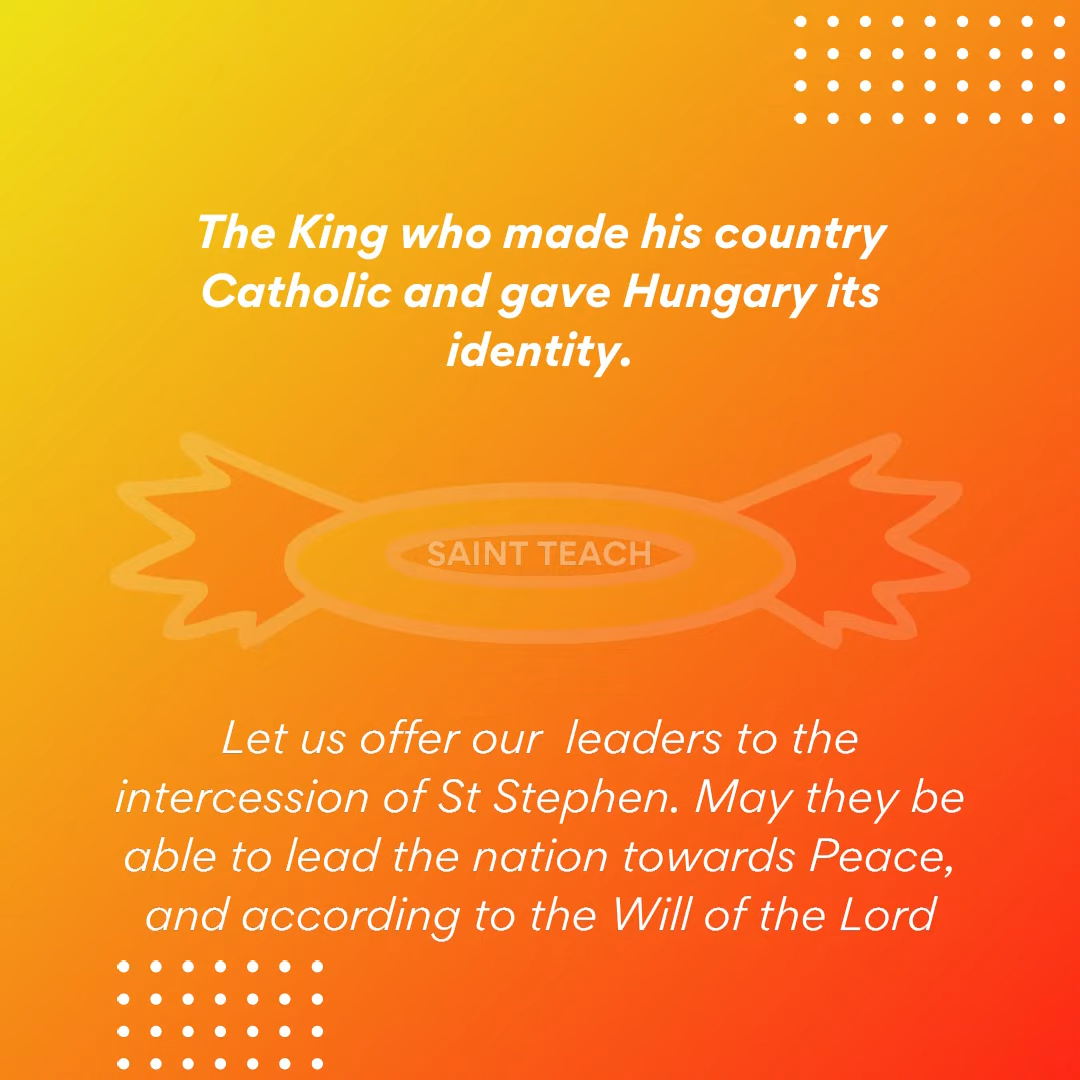 The King who made his country
Catholic and gave Hungary its
identity.
SAINT TEACH
Let us offer our  leaders to the
intercession of St Stephen. May they be
able to lead the nation towards Peace,
and according to the Will of the Lord